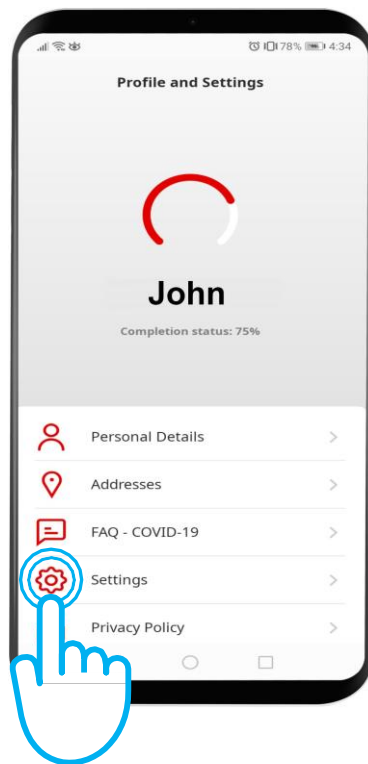 78% 4:34
Profile and Settings
John
Completion status: 75%
Personal Details
Addresses
FAQ - COVID-19
Settings
Privacy Policy